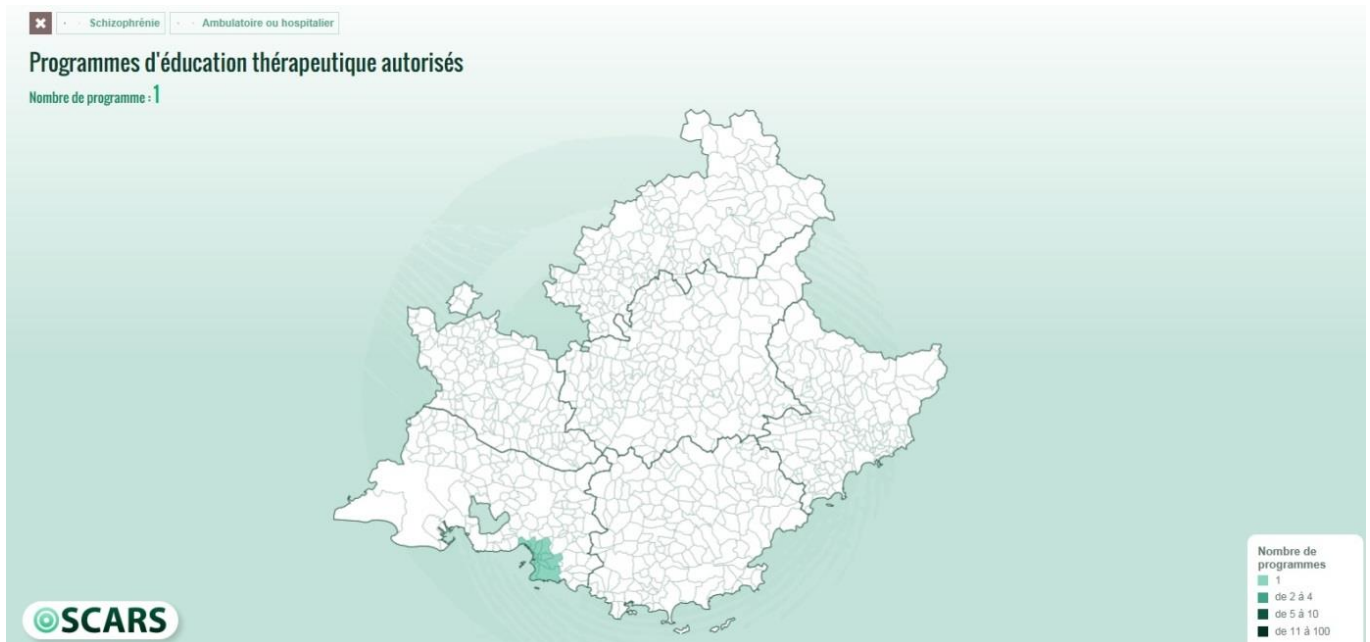 Schizophrénie Ambulatoire ou hospitalier
Programmes d'éducation thérapeutique autorisés
Nombre de programme : 1
Nombre de
programmes
1
de 2 à 4
de 5 à 10
de 11 à 100
OSCARS